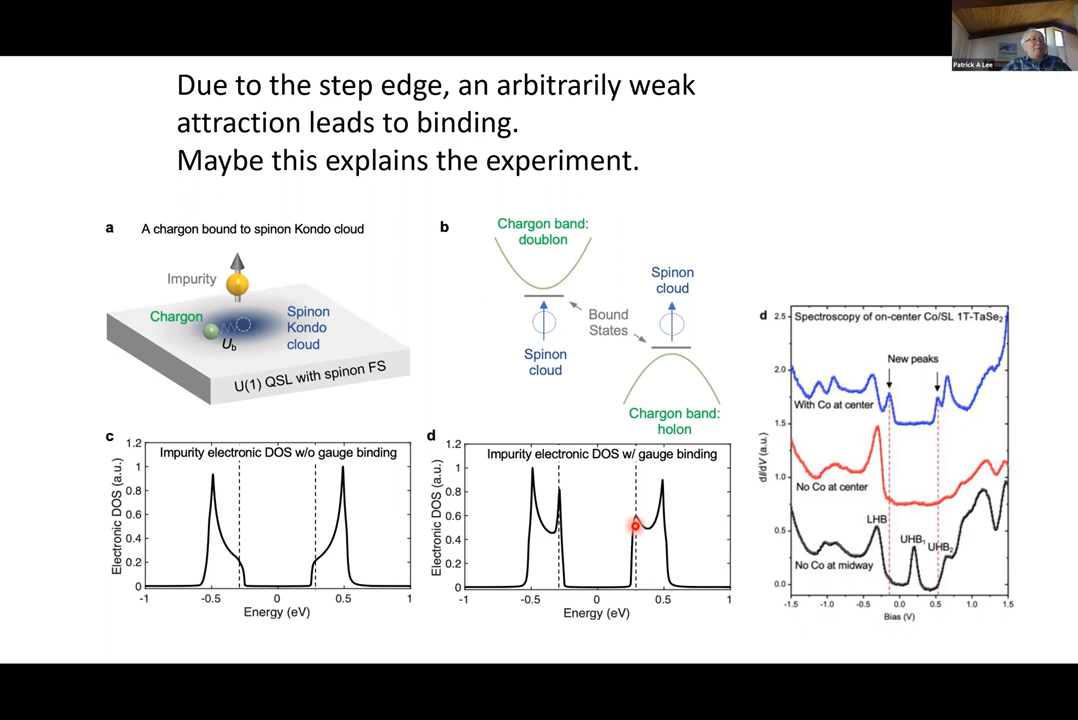 Patrick A Lee
Due to the step edge, an arbitrarily weak
attraction leads to binding.
Maybe this explains the experiment.
a A chargon bound to spinon Kondo cloud
Impurity
Chargon
Spinon
Kondo
cloud
Ub
U(1) QSL with spinon FS
b
Chargon band:
doublon
Spinon
cloud
Bound
States
Spinon
cloud
Chargon band:
holon
c
Impurity electronic DOS w/o gauge binding
Electronic DOS (a.u.)
1.2
1
0.8
0.6
0.4
0.2
0
-1 -0.5 0 0.5 1
Energy (eV)
d
Impurity electronic DOS w/ gauge binding
Electronic DOS (a.u.)
1.2
1
0.8
0.6
0.4
0.2
0
-1 -0.5 0 0.5 1
Energy (eV)
d
Spectroscopy of on-center Co/SL 1T-TaSe2
New peaks
With Co at center
No Co at center
LHB
UHB1
UHB2
No Co at midway
dI/dV (a.u.)
2.5
2.0
1.5
1.0
0.5
0.0
-1.5 -1.0 -0.5 0.0 0.5 1.0 1.5
Bias (V)